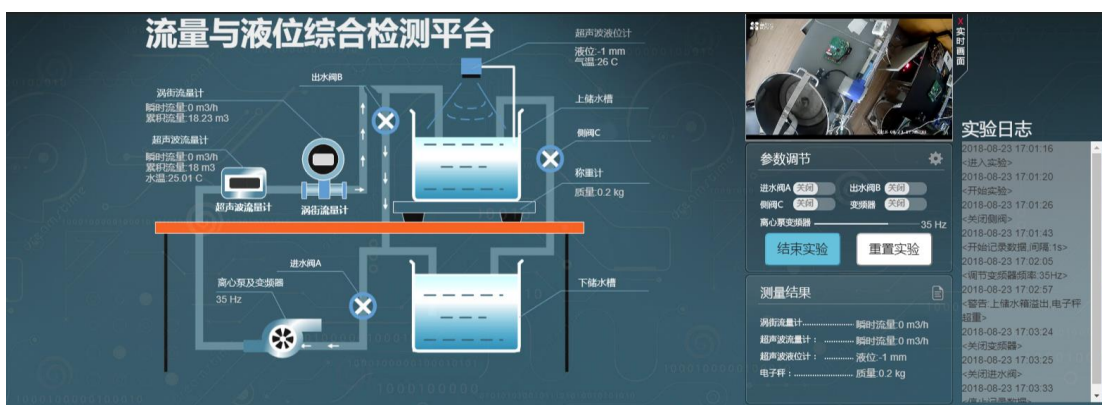 流量与液位综合检测平台
超声波液位计
液位:-1 mm
气温:26 C
出水阀B
涡街流量计
瞬时流量:0 m3/h
累积流量:18.23 m3
上储水槽
超声波流量计
侧阀C
瞬时流量:0 m3/h
累积流量:18 m3
水温:25.01 C
称重计
质量:0.2 kg
超声波流量计
涡街流量计
进水阀A
离心泵及变频器
35 Hz
下储水槽
X
实时画面
参数调节
进水阀A 关闭 出水阀B 关闭
侧阀C 关闭 变频器 关闭
离心泵变频器 35 Hz
结束实验 重置实验
测量结果
涡街流量计.................... 瞬时流量:0 m3/h
超声波流量计: ........... 瞬时流量:0 m3/h
超声波液位计: ........... 液位:-1 mm
电子秤: ...................... 质量:0.2 kg
实验日志
2018-08-23 17:01:16
<进入实验>
2018-08-23 17:01:20
<开始实验>
2018-08-23 17:01:26
<关闭侧阀>
2018-08-23 17:01:43
<开始记录数据,间隔:1s>
2018-08-23 17:02:05
<调节变频器频率:35Hz>
2018-08-23 17:02:57
<警告:上储水箱溢出,电子秤
超重>
2018-08-23 17:03:24
<关闭变频器>
2018-08-23 17:03:25
<关闭进水阀>
2018-08-23 17:03:33
<停止记录数据>